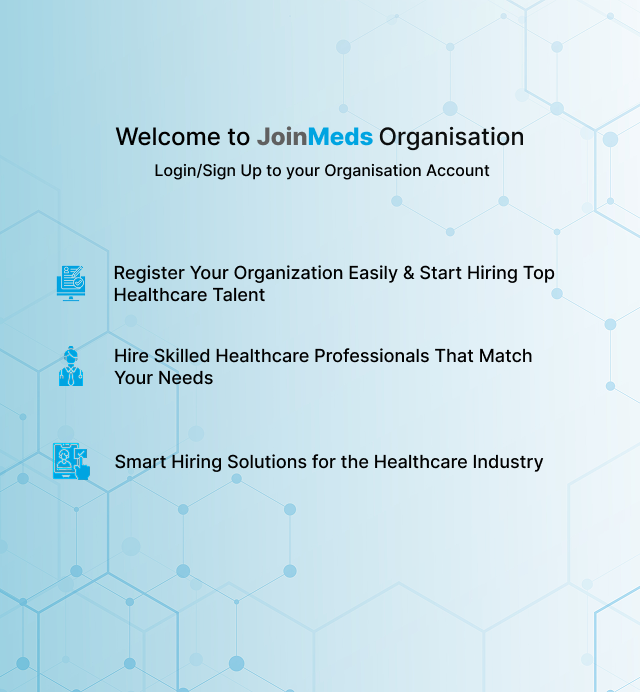 Welcome to JoinMeds Organisation
Login/Sign Up to your Organisation Account
Register Your Organization Easily & Start Hiring Top
Healthcare Talent
Hire Skilled Healthcare Professionals That Match
Your Needs
Smart Hiring Solutions for the Healthcare Industry